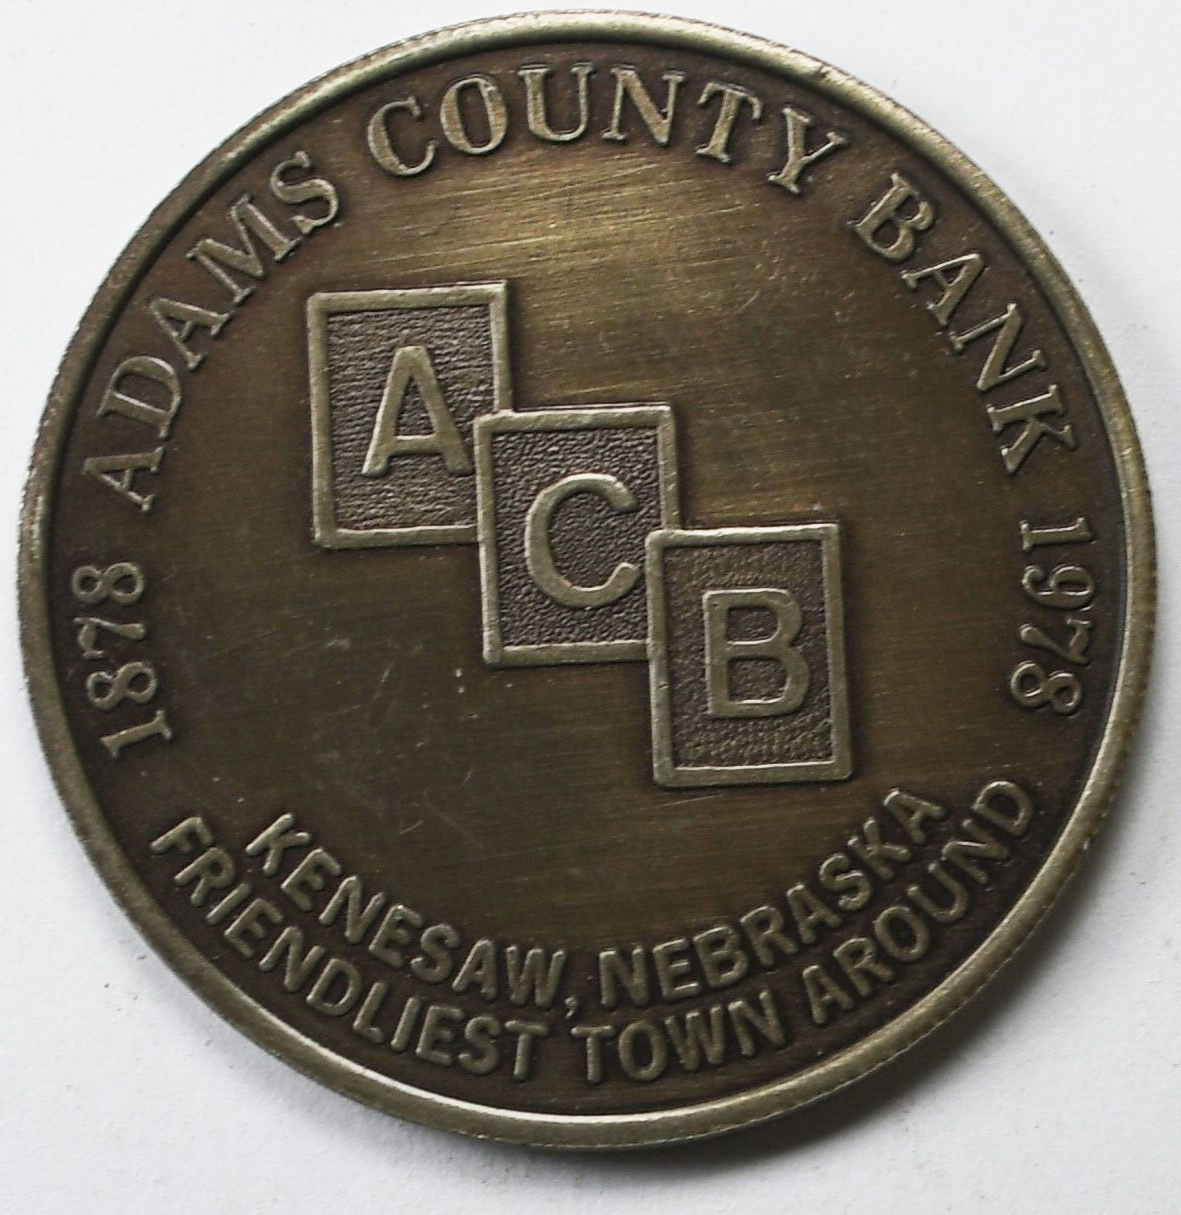 1878 ADAMS COUNTY BANK 1978
A
C
B
KENESAW, NEBRASKA
FRIENDLIEST TOWN AROUND